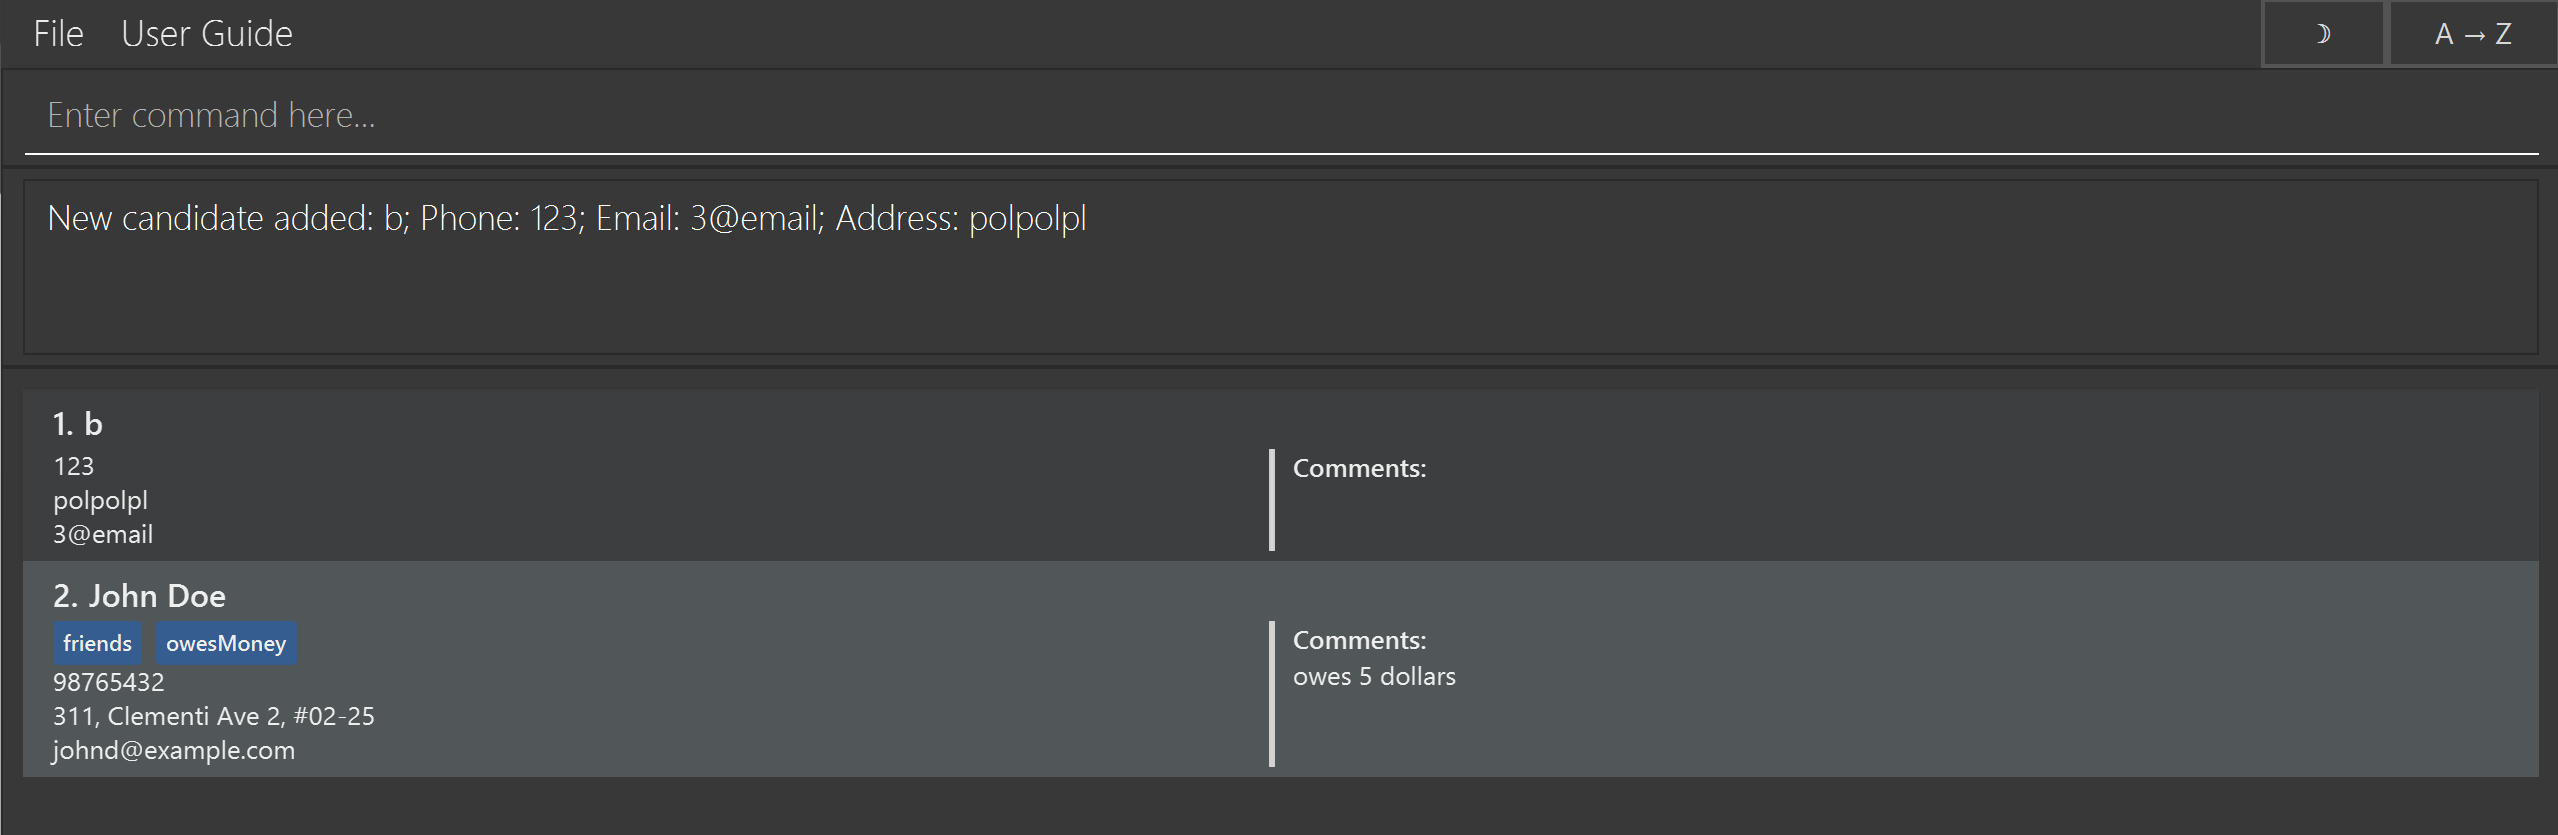 File User Guide ☽ A → Z
Enter command here...
New candidate added: b; Phone: 123; Email: 3@email; Address: polpolpl
1. b
123
polpolpl
3@email
Comments:
2. John Doe
friends owesMoney
98765432
311, Clementi Ave 2, #02-25
johnd@example.com
Comments:
owes 5 dollars